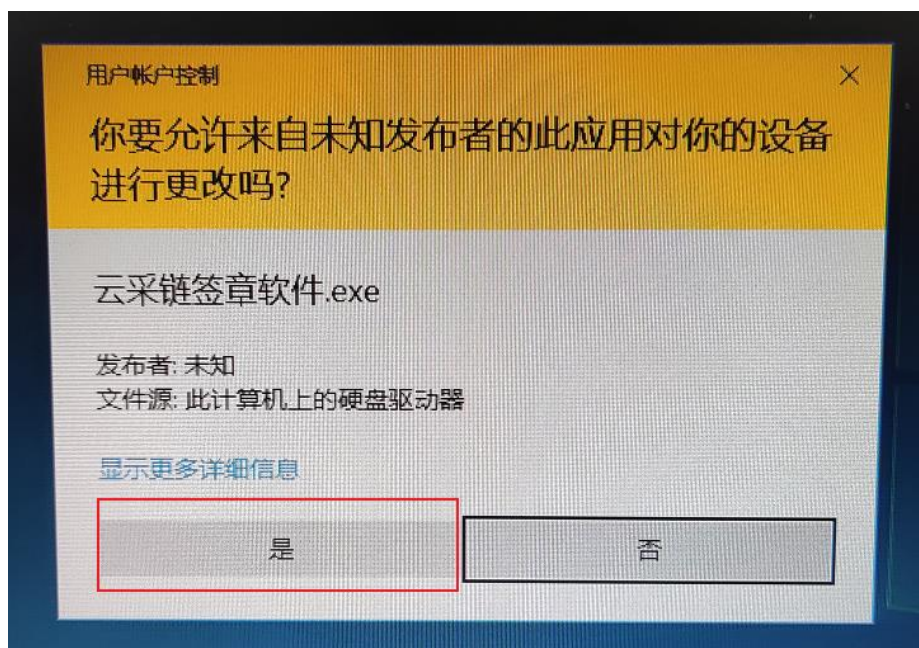 用户帐户控制
你要允许来自未知发布者的此应用对你的设备
进行更改吗?
云采链签章软件.exe
发布者: 未知
文件源: 此计算机上的硬盘驱动器
显示更多详细信息
是
否